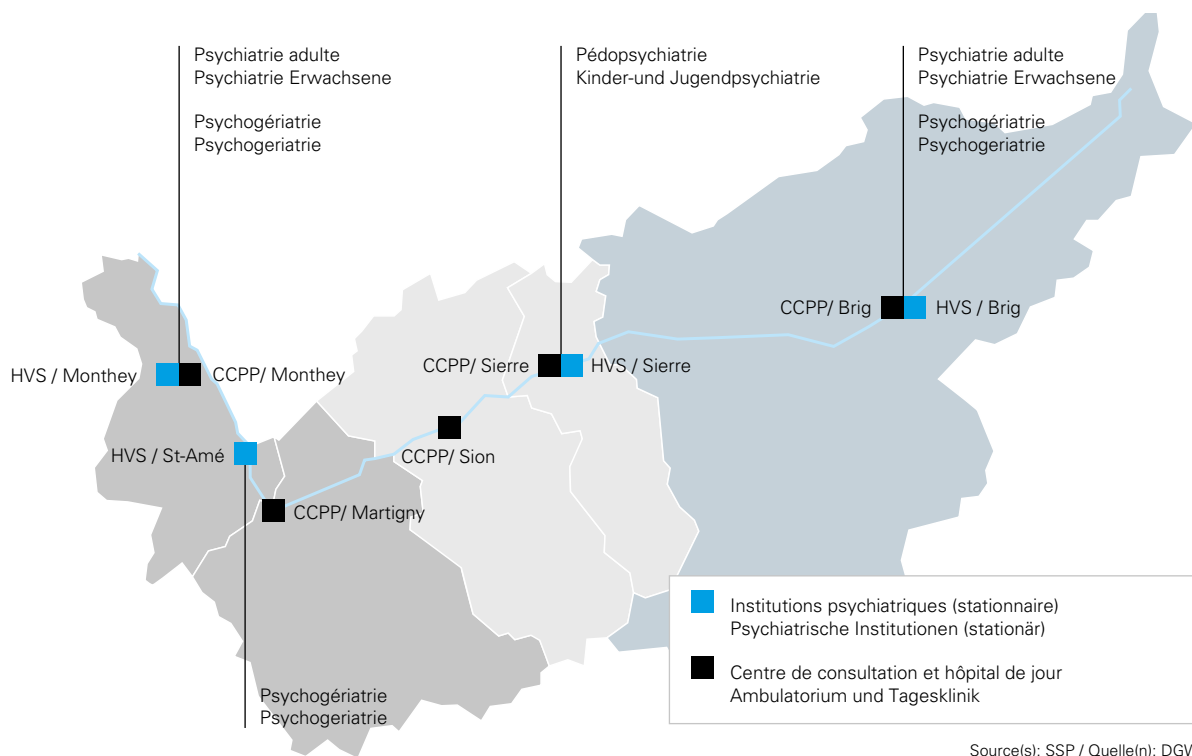 Psychiatrie adulte
Psychiatrie Erwachsene
Psychogériatrie
Psychogeriatrie
Pédopsychiatrie
Kinder-und Jugendpsychiatrie
Psychiatrie adulte
Psychiatrie Erwachsene
Psychogériatrie
Psychogeriatrie
CCPP/ Brig
HVS / Brig
CCPP/ Sierre
HVS / Sierre
HVS / Monthey
CCPP/ Monthey
HVS / St-Amé
CCPP/ Sion
CCPP/ Martigny
Psychogériatrie
Psychogeriatrie
Institutions psychiatriques (stationnaire)
Psychiatrische Institutionen (stationär)
Centre de consultation et hôpital de jour
Ambulatorium und Tagesklinik
Source(s): SSP / Quelle(n): DGW